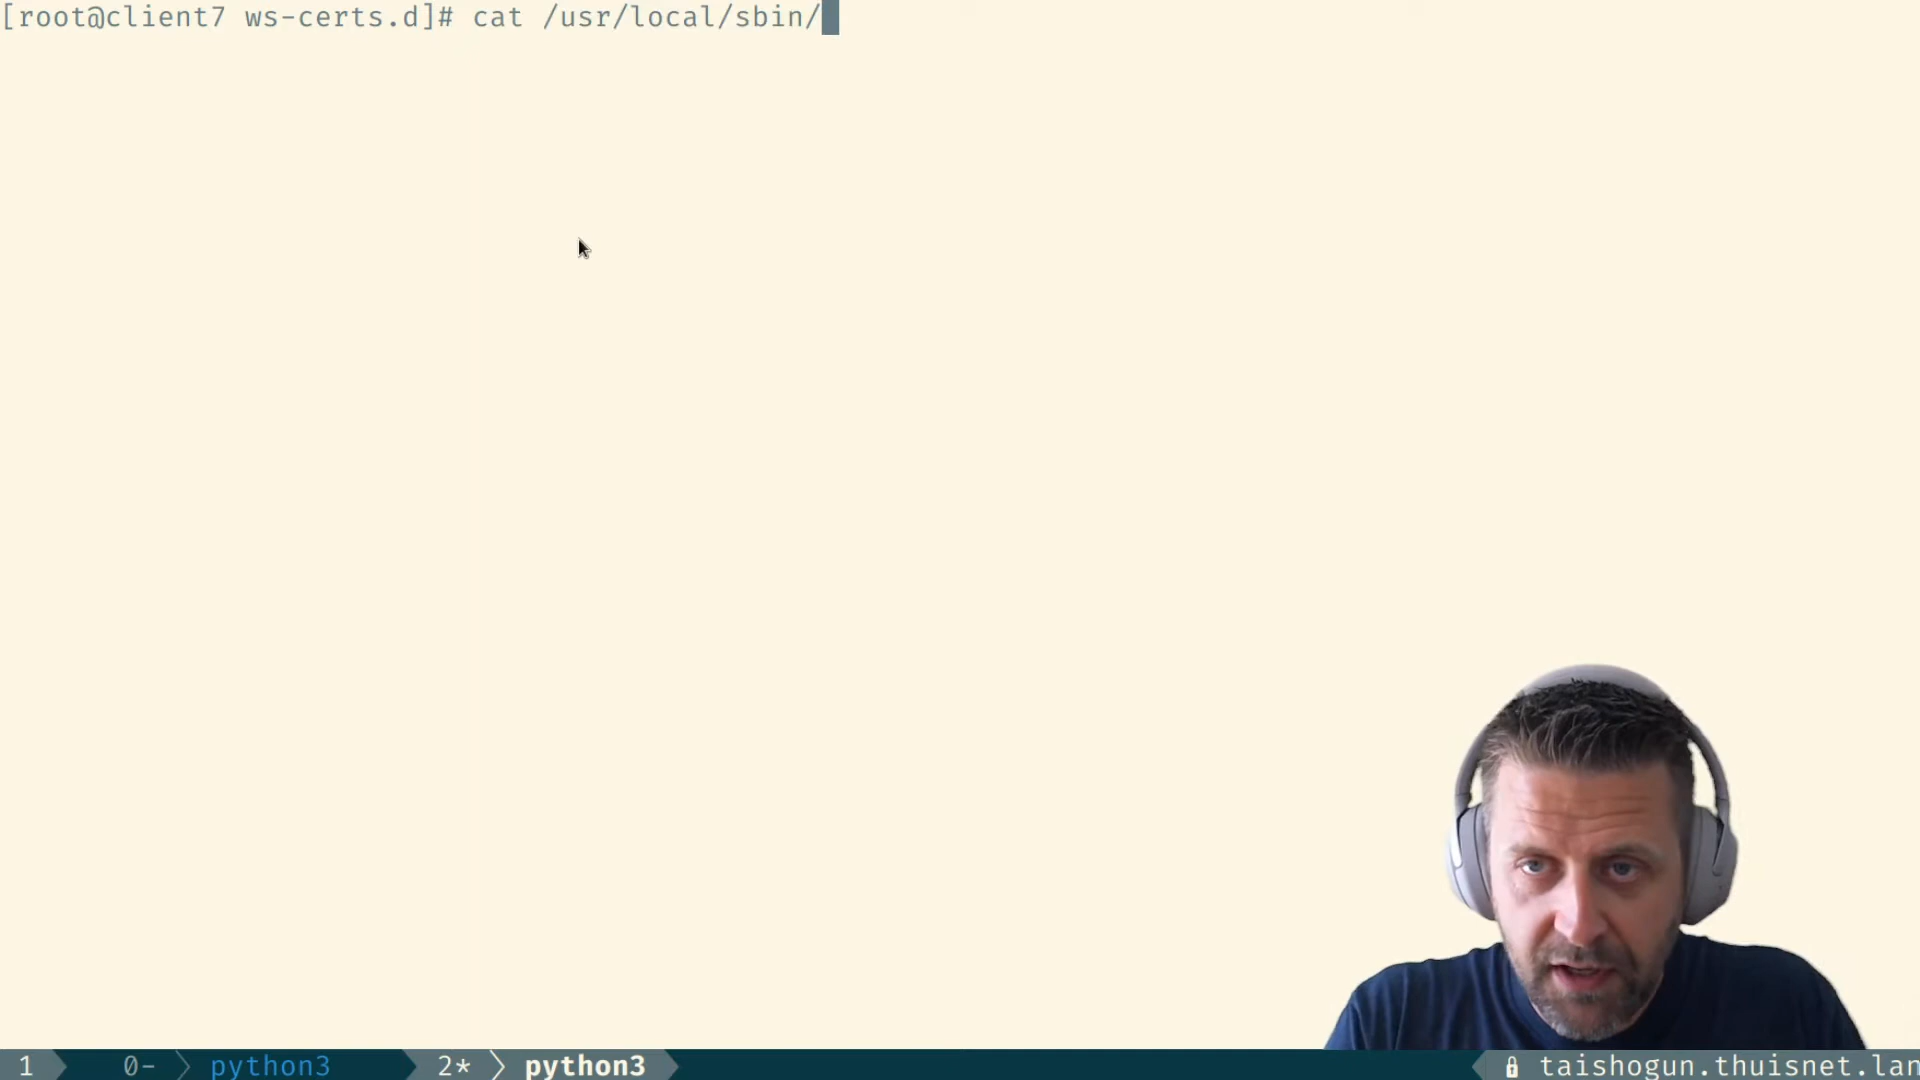 [root@client7 ws-certs.d]# cat /usr/local/sbin/
1 0- python3 2* python3 taishogun.thuisnet.lan